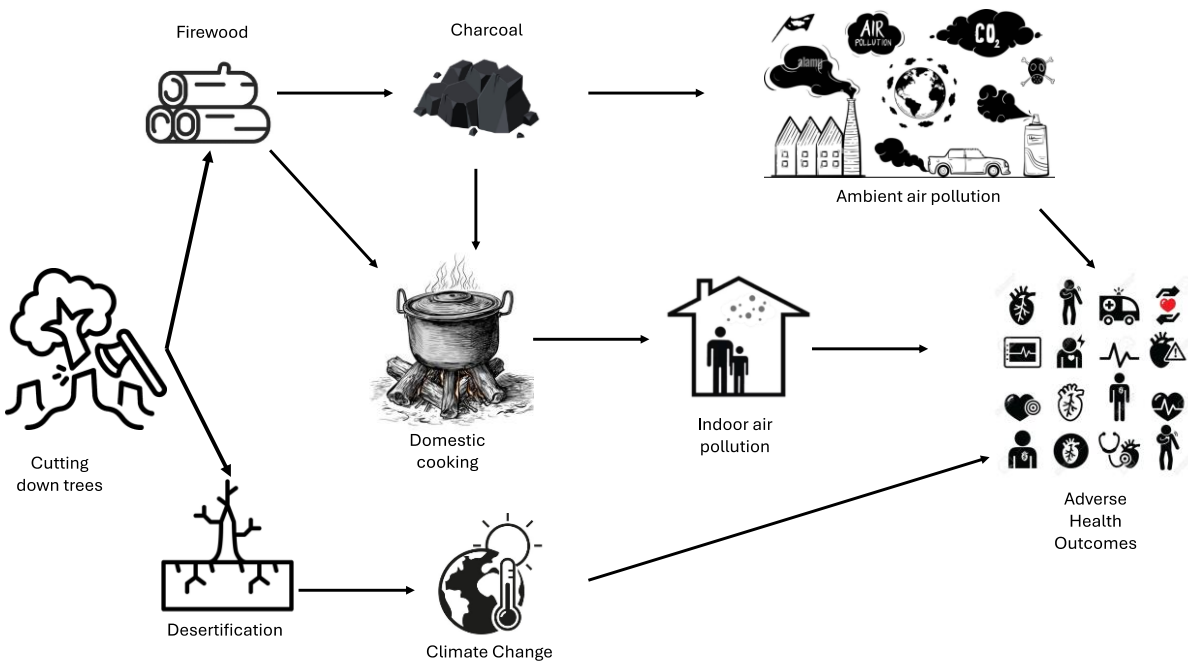 Firewood
Charcoal
AIR
POLLUTION
CO2
alamy
Ambient air pollution
Cutting
down trees
Domestic
cooking
Indoor air
pollution
Adverse
Health
Outcomes
Desertification
Climate Change